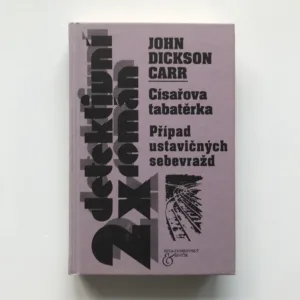 2x detektivní
román
JOHN
DICKSON
CARR
Císařova
tabatěrka
Případ
ustavičných
sebevražd